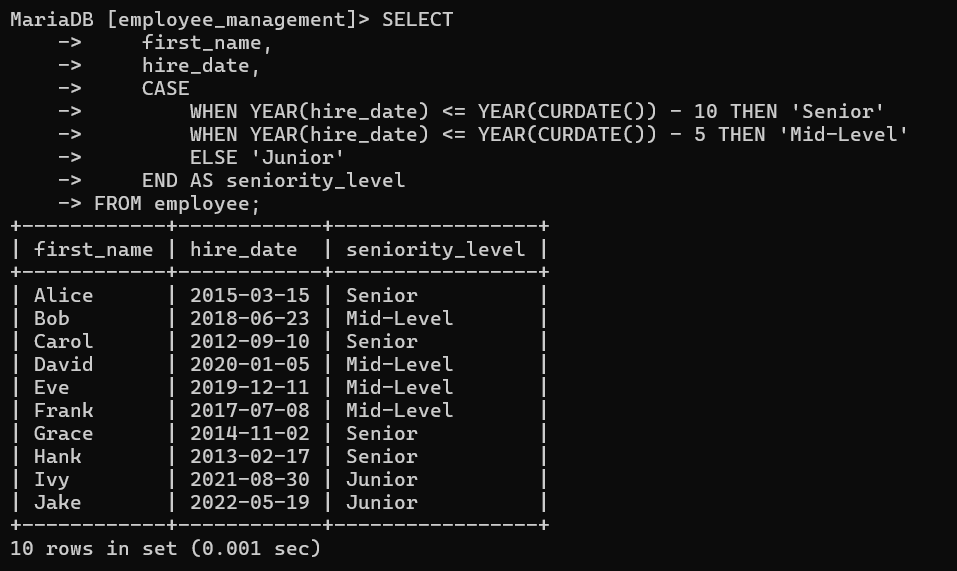 MariaDB [employee_management]> SELECT
    ->     first_name,
    ->     hire_date,
    ->     CASE
    ->         WHEN YEAR(hire_date) <= YEAR(CURDATE()) - 10 THEN 'Senior'
    ->         WHEN YEAR(hire_date) <= YEAR(CURDATE()) - 5 THEN 'Mid-Level'
    ->         ELSE 'Junior'
    ->     END AS seniority_level
    -> FROM employee;
+------------+------------+-----------------+
| first_name | hire_date  | seniority_level |
+------------+------------+-----------------+
| Alice      | 2015-03-15 | Senior          |
| Bob        | 2018-06-23 | Mid-Level       |
| Carol      | 2012-09-10 | Senior          |
| David      | 2020-01-05 | Mid-Level       |
| Eve        | 2019-12-11 | Mid-Level       |
| Frank      | 2017-07-08 | Mid-Level       |
| Grace      | 2014-11-02 | Senior          |
| Hank       | 2013-02-17 | Senior          |
| Ivy        | 2021-08-30 | Junior          |
| Jake       | 2022-05-19 | Junior          |
+------------+------------+-----------------+
10 rows in set (0.001 sec)